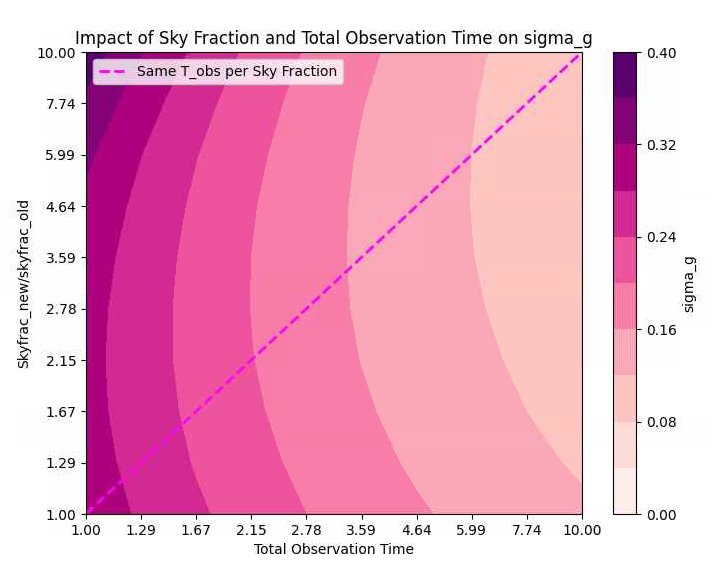 Impact of Sky Fraction and Total Observation Time on sigma_g
Same T_obs per Sky Fraction
10.00
7.74
5.99
4.64
3.59
2.78
2.15
1.67
1.29
1.00
Skyfrac_new/skyfrac_old
1.00 1.29 1.67 2.15 2.78 3.59 4.64 5.99 7.74 10.00
Total Observation Time
0.40
0.32
0.24
0.16
0.08
0.00
sigma_g